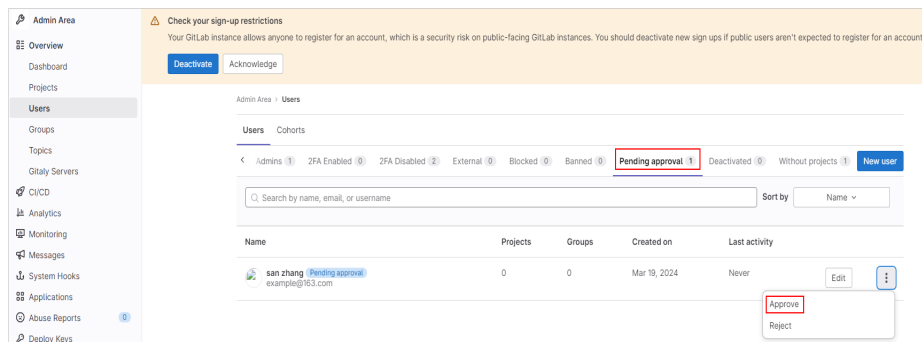 Admin Area
Overview
Dashboard
Projects
Users
Groups
Topics
Gitaly Servers
CI/CD
Analytics
Monitoring
Messages
System Hooks
Applications
Abuse Reports 0
Deploy Keys
Check your sign-up restrictions
Your GitLab instance allows anyone to register for an account, which is a security risk on public-facing GitLab instances. You should deactivate new sign ups if public users aren't expected to register for an account
Deactivate Acknowledge
Admin Area > Users
Users Cohorts
Admins 1 2FA Enabled 0 2FA Disabled 2 External 0 Blocked 0 Banned 0 Pending approval 1 Deactivated 0 Without projects 1 New user
Search by name, email, or username Sort by Name
Name Projects Groups Created on Last activity
san zhang Pending approval 0 0 Mar 19, 2024 Never Edit
example@163.com
Approve
Reject